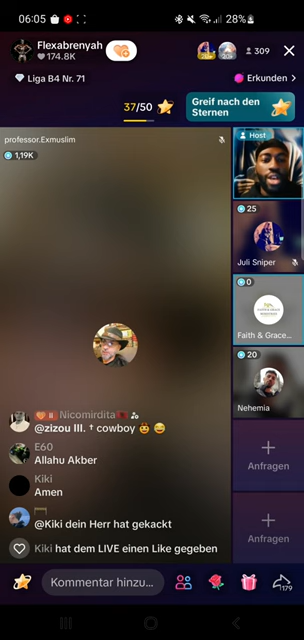 06:05
28%
Flexabrenyah
174.8K
309
Liga B4 Nr. 71
Erkunden >
37/50
Greif nach den
Sternen
professor.Exmuslim
1,19K
Host
25
Juli Sniper
0
Faith & Grace...
20
Nehemia
Anfragen
Anfragen
II Nicomirdita
@zizou III. † cowboy 🤠 😂
E60
Allahu Akber
Kiki
Amen
@Kiki dein Herr hat gekackt
Kiki hat dem LIVE einen Like gegeben
Kommentar hinzu...
179